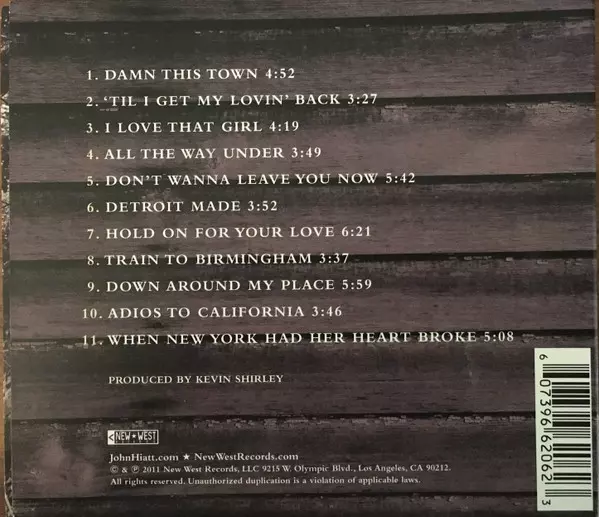 1. DAMN THIS TOWN 4:52
2. ‘TIL I GET MY LOVIN’ BACK 3:27
3. I LOVE THAT GIRL 4:19
4. ALL THE WAY UNDER 3:49
5. DON’T WANNA LEAVE YOU NOW 5:42
6. DETROIT MADE 3:52
7. HOLD ON FOR YOUR LOVE 6:21
8. TRAIN TO BIRMINGHAM 3:37
9. DOWN AROUND MY PLACE 5:59
10. ADIOS TO CALIFORNIA 3:46
11. WHEN NEW YORK HAD HER HEART BROKE 5:08
PRODUCED BY KEVIN SHIRLEY
NEW WEST
JohnHiatt.com ★ NewWestRecords.com
© & ℗ 2011 New West Records, LLC 9215 W. Olympic Blvd., Los Angeles, CA 90212.
All rights reserved. Unauthorized duplication is a violation of applicable laws.
6 07396 62062 3